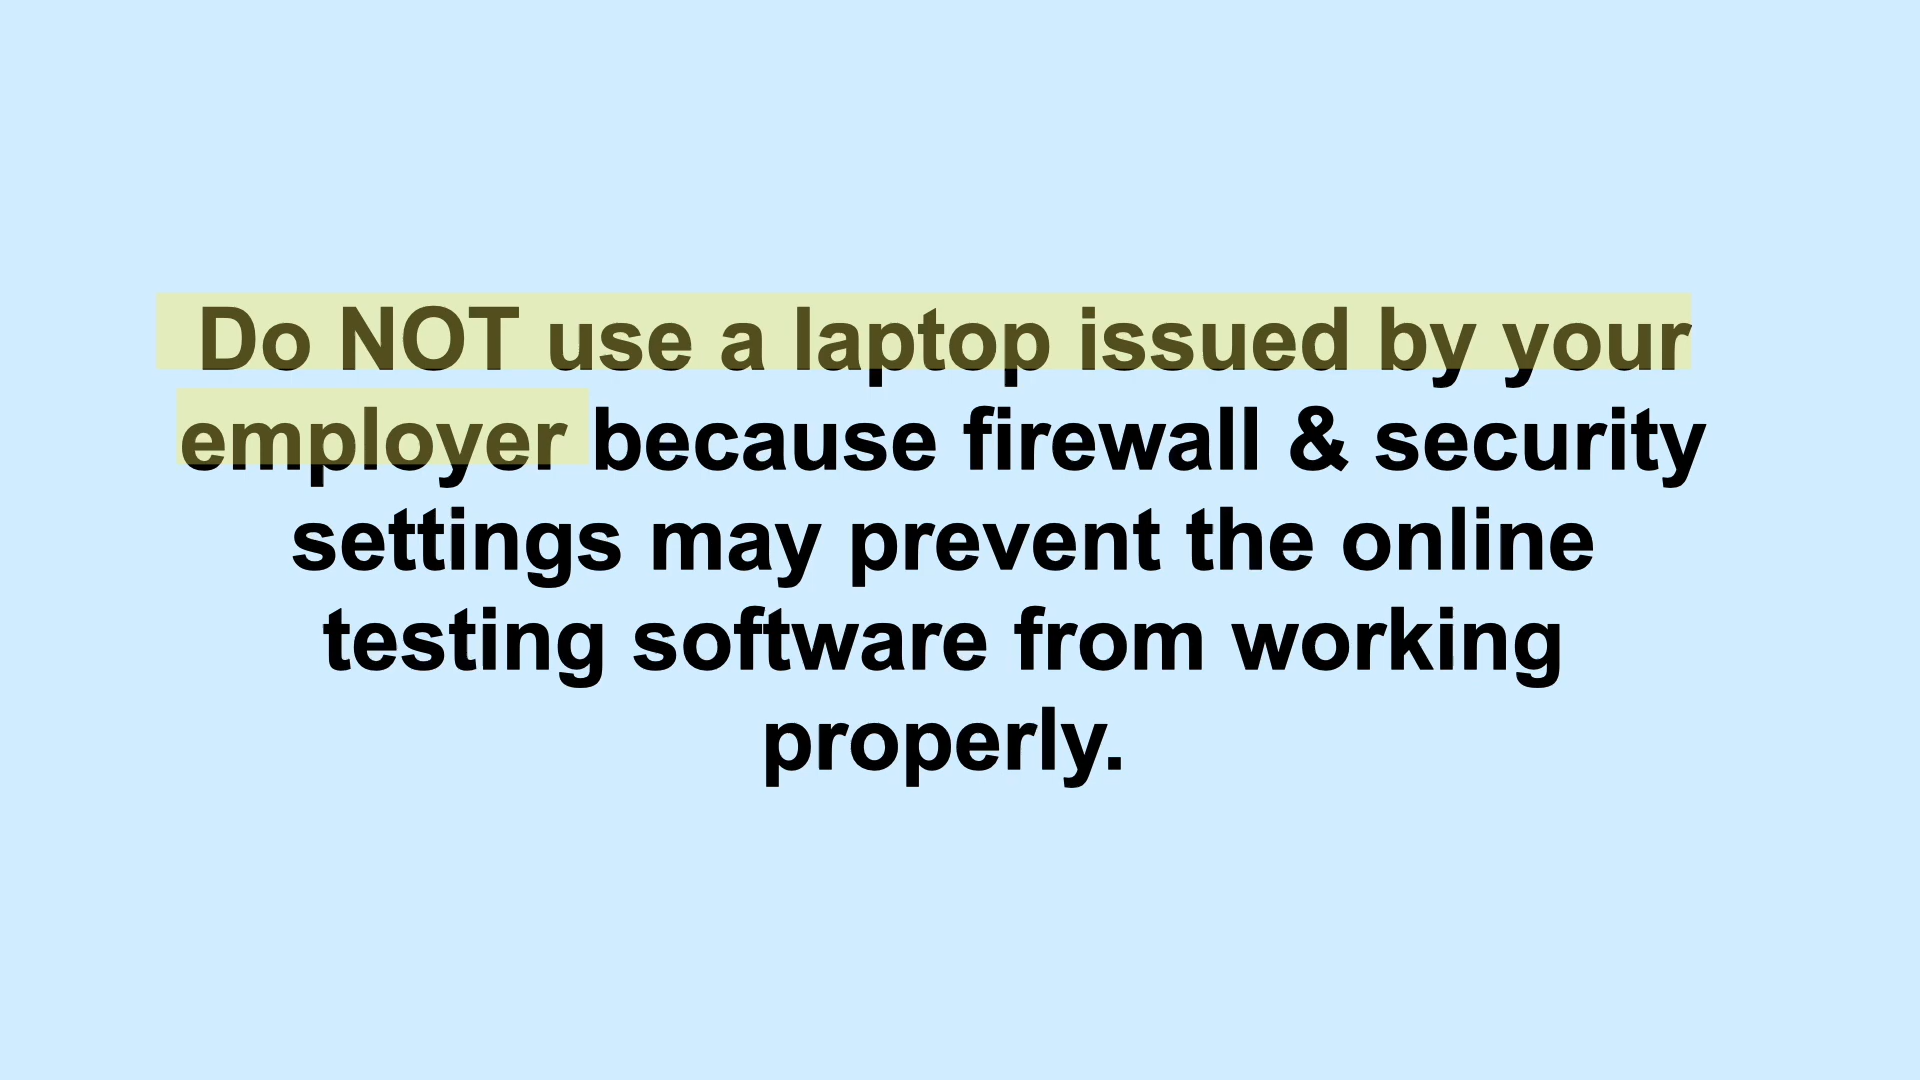 Do NOT use a laptop issued by your
employer because firewall & security
settings may prevent the online
testing software from working
properly.